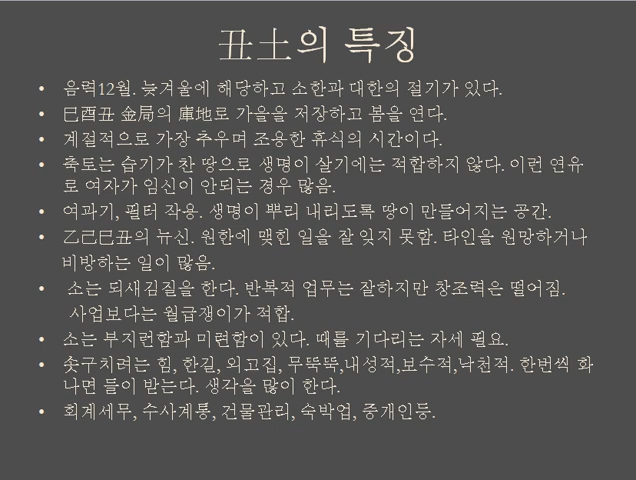 丑土의 특징
• 음력12월. 늦겨울에 해당하고 소한과 대한의 절기가 있다.
• 巳酉丑 金局의 庫地로 가을을 저장하고 봄을 연다.
• 계절적으로 가장 추우며 조용한 휴식의 시간이다.
• 축토는 습기가 찬 땅으로 생명이 살기에는 적합하지 않다. 이런 연유
로 여자가 임신이 안되는 경우 많음.
• 여과기, 필터 작용. 생명이 뿌리 내리도록 땅이 만들어지는 공간.
• 乙己巳丑의 뉴신. 원한에 맺힌 일을 잘 잊지 못함. 타인을 원망하거나
비방하는 일이 많음.
• 소는 되새김질을 한다. 반복적 업무는 잘하지만 창조력은 떨어짐.
사업보다는 월급쟁이가 적합.
• 소는 부지런함과 미련함이 있다. 때를 기다리는 자세 필요.
• 솟구치려는 힘, 한길, 외고집, 무뚝뚝,내성적,보수적,낙천적. 한번씩 화
나면 들이 받는다. 생각을 많이 한다.
• 회계세무, 수사계통, 건물관리, 숙박업, 중개인등.